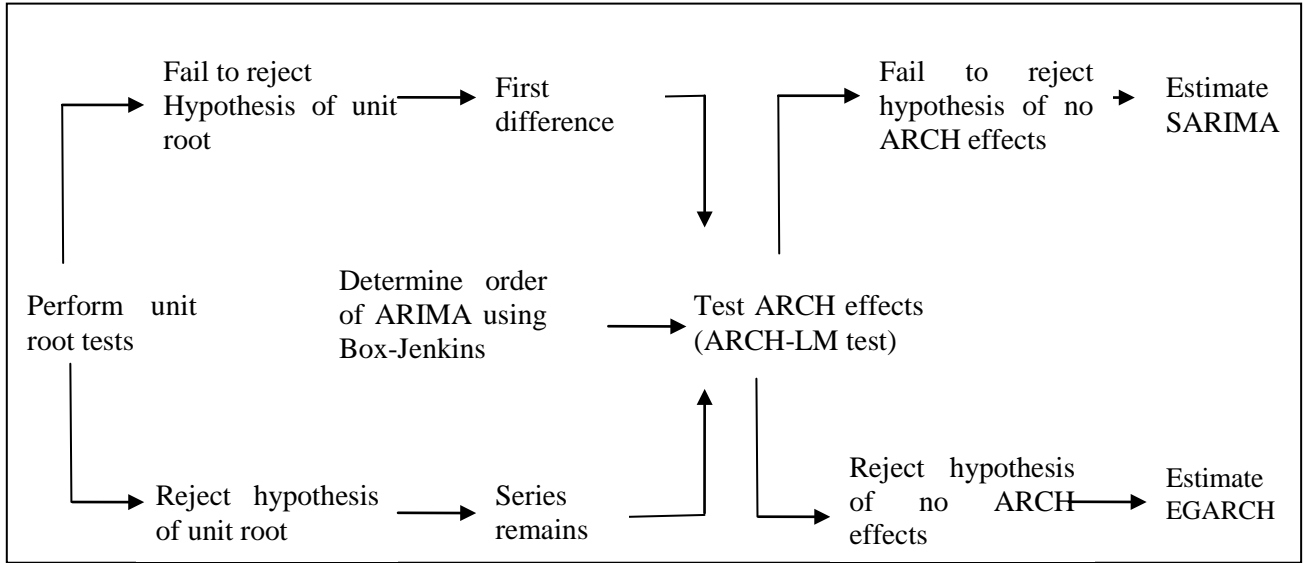 Fail to reject
Hypothesis of unit
root
First
difference
Fail to reject
hypothesis of no
ARCH effects
Estimate
SARIMA
Perform unit
root tests
Determine order
of ARIMA using
Box-Jenkins
Test ARCH effects
(ARCH-LM test)
Reject hypothesis
of unit root
Series
remains
Reject hypothesis
of no ARCH
effects
Estimate
EGARCH